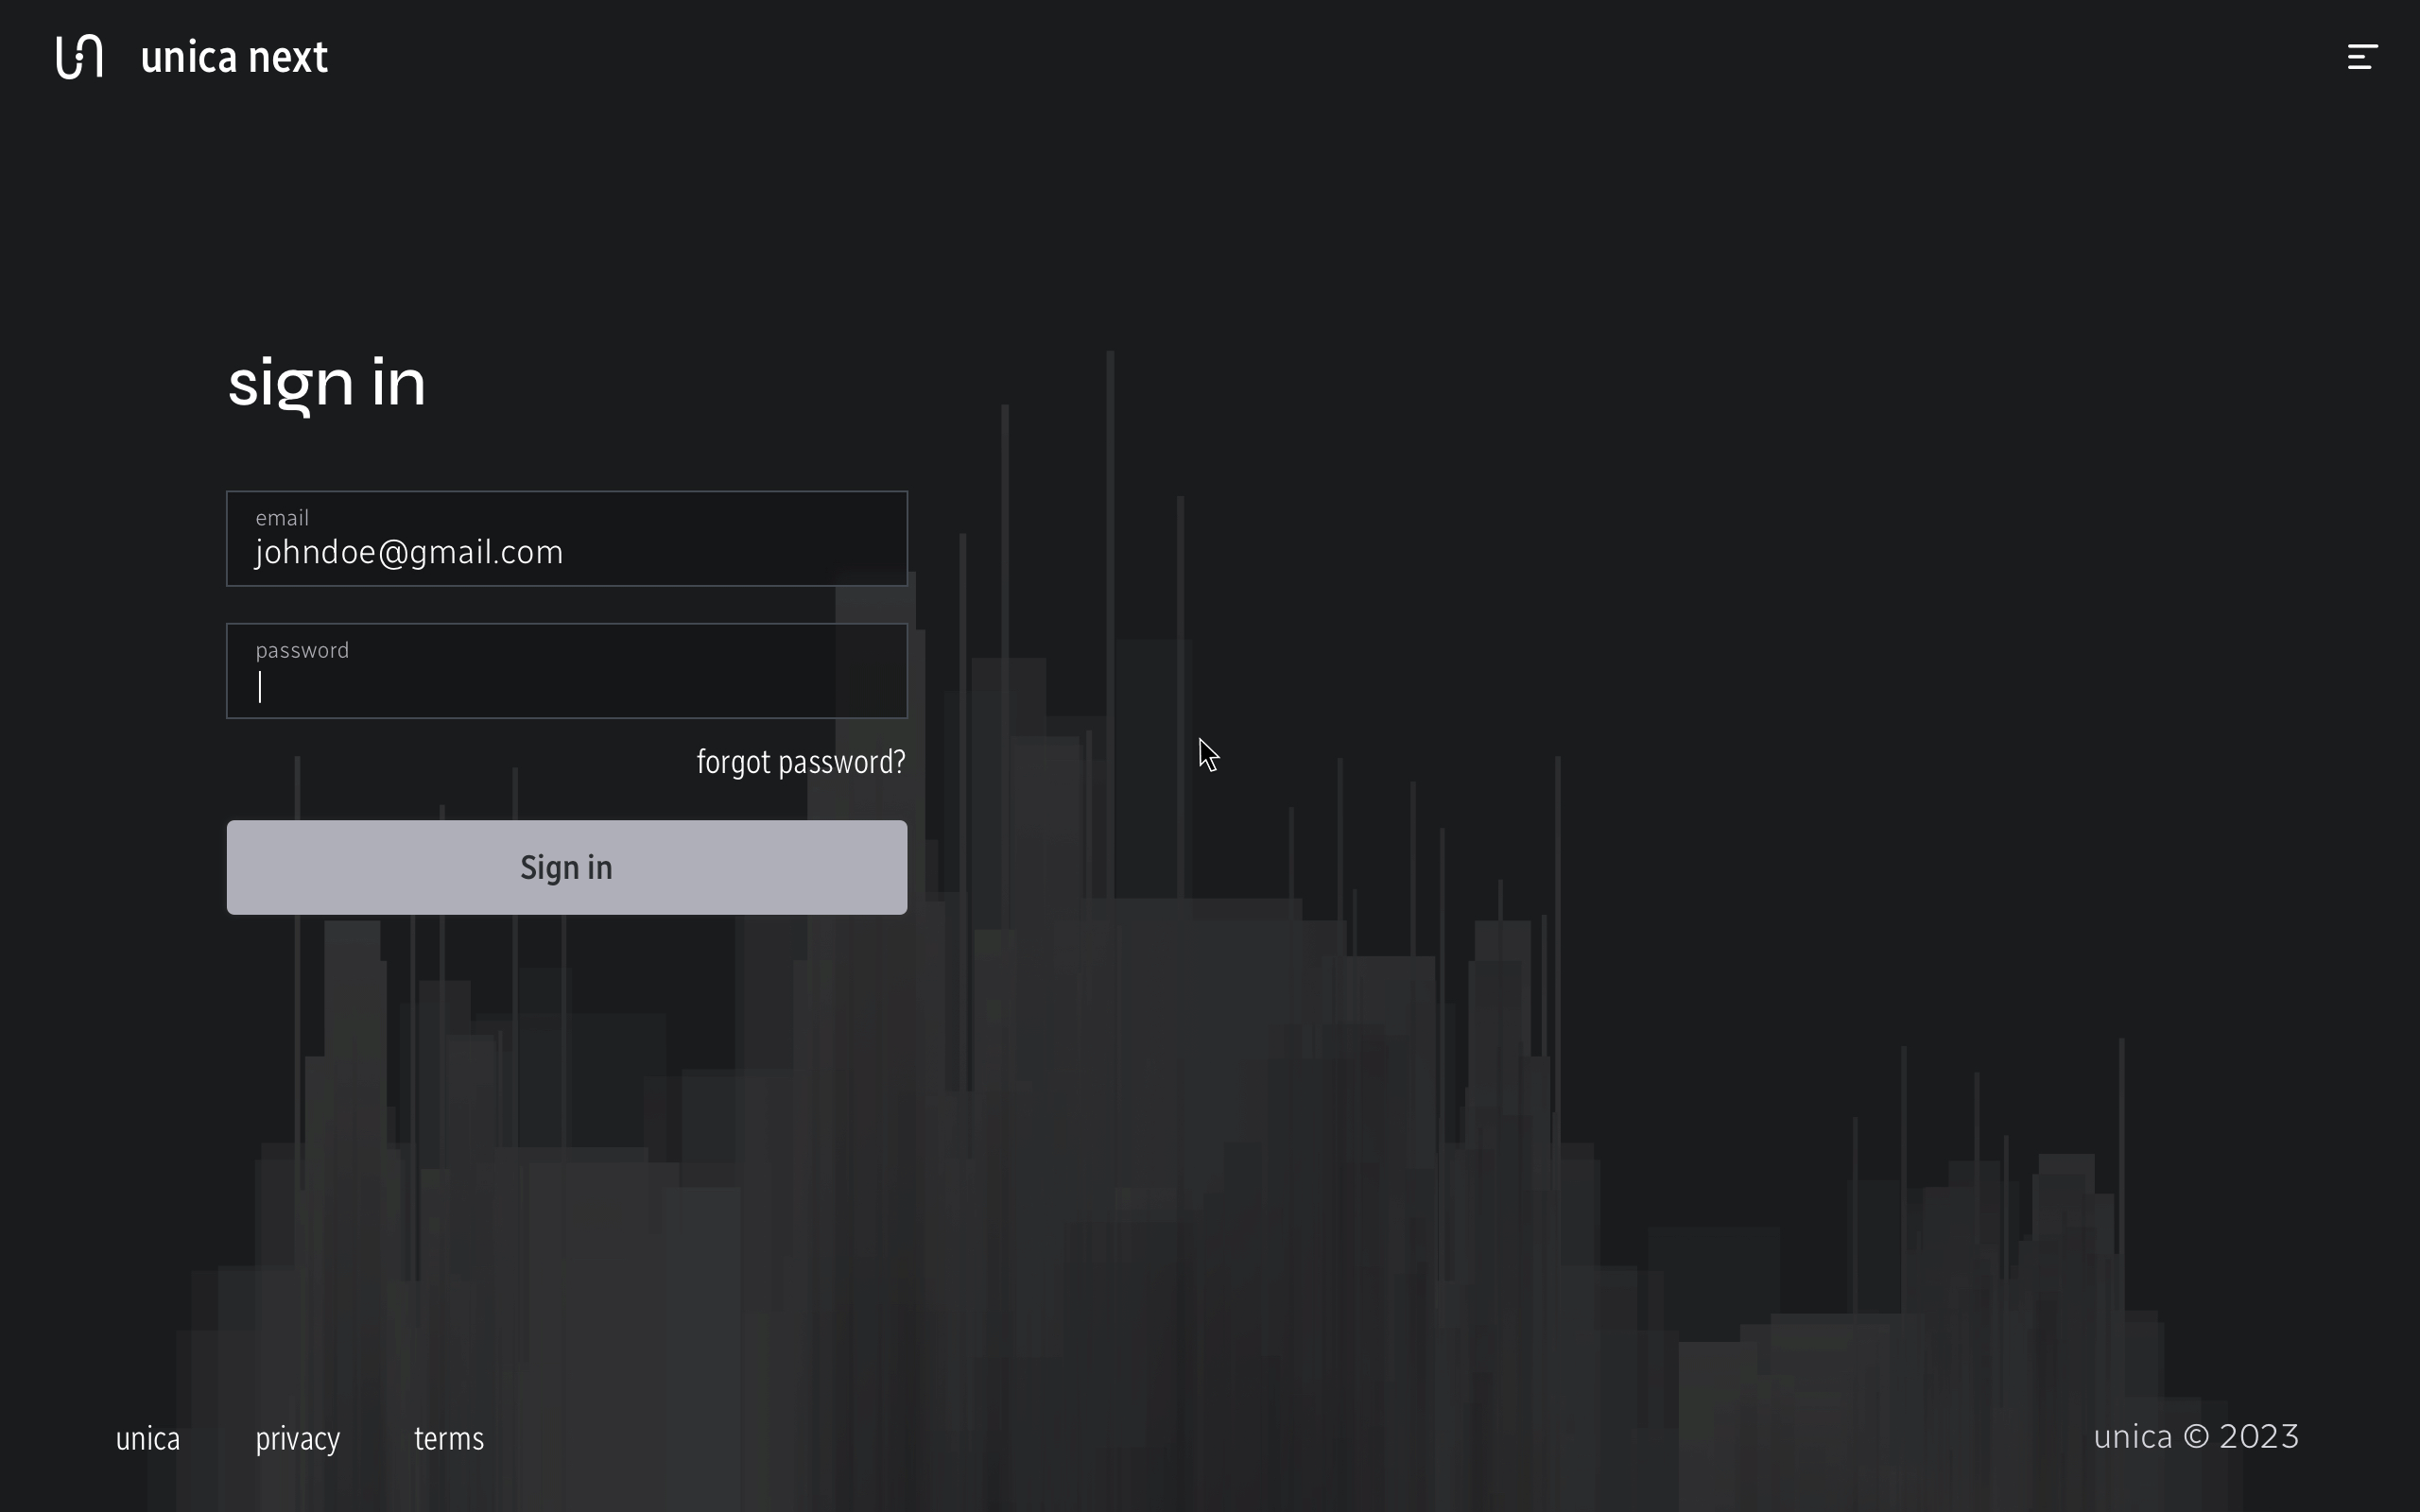 unica next
sign in
email
johndoe@gmail.com
password
forgot password?
Sign in
unica privacy terms
unica © 2023